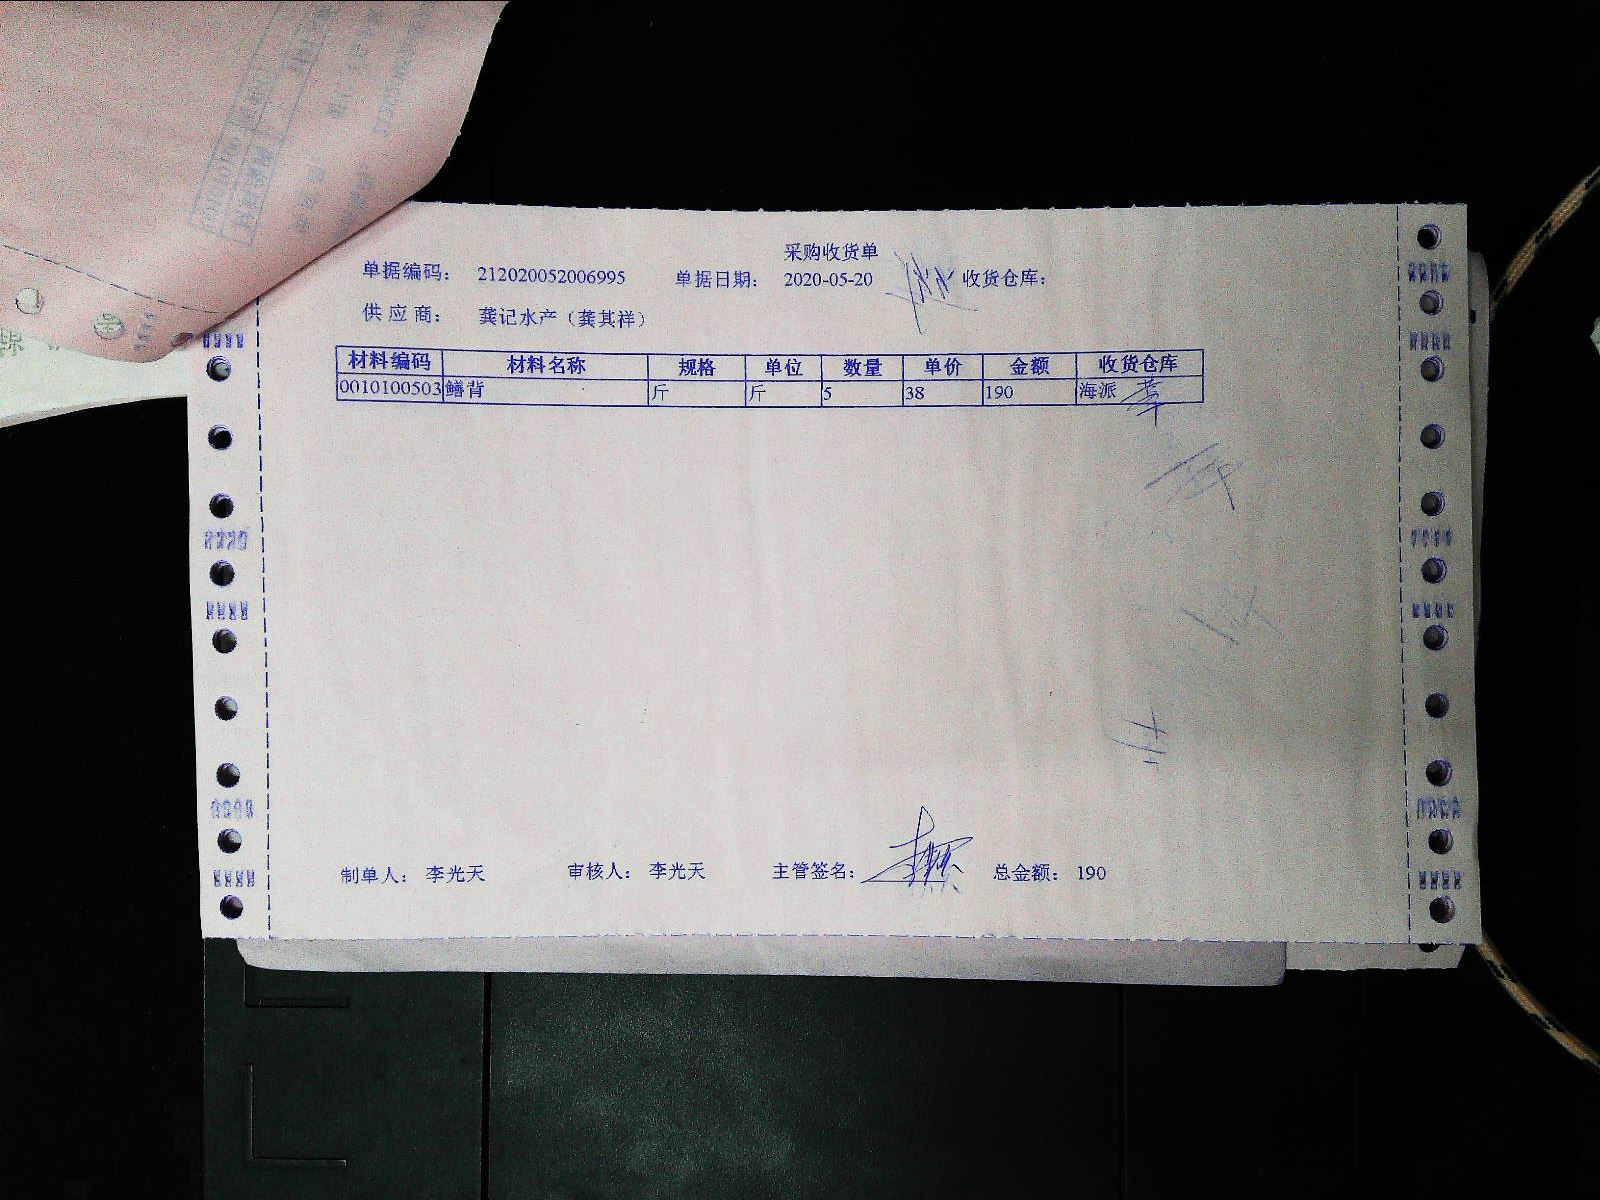 采购收货单
单据编码： 212020052006995 单据日期： 2020-05-20 收货仓库：
供应商： 龚记水产（龚其祥）
材料编码 材料名称 规格 单位 数量 单价 金额 收货仓库
0010100503 鳝背 斤 斤 5 38 190 海派
制单人： 李光天 审核人： 李光天 主管签名： 总金额： 190